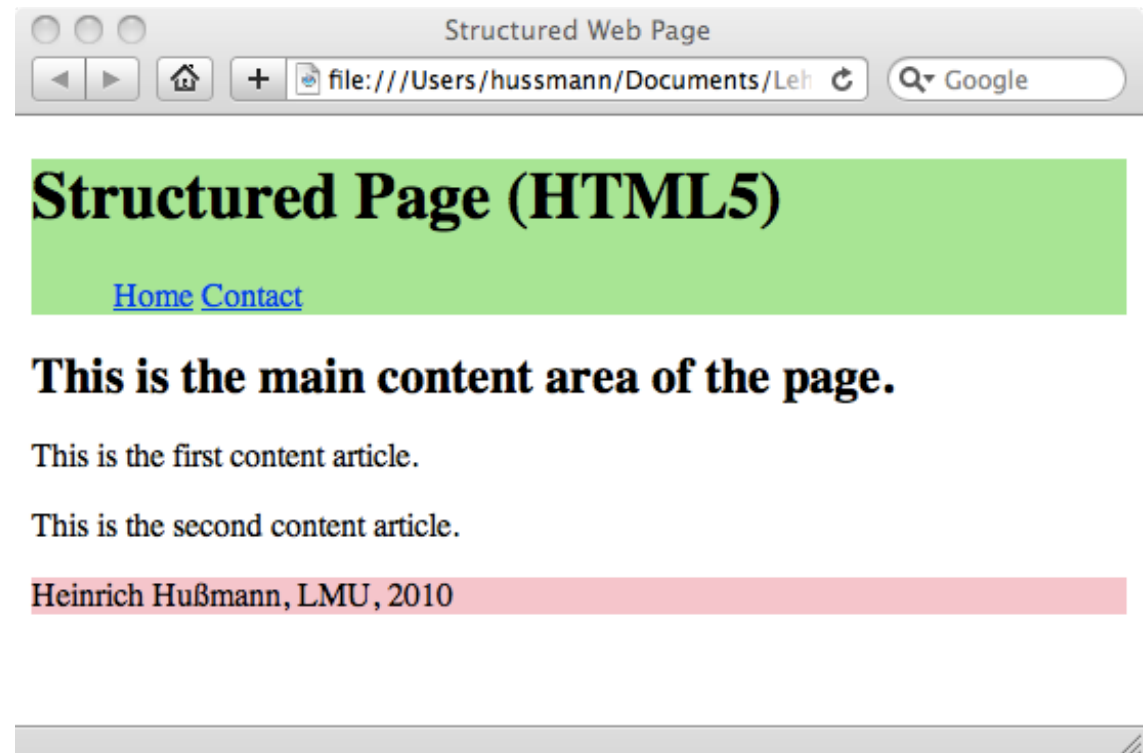 Structured Web Page
+ file:///Users/hussmann/Documents/Leh Google
Structured Page (HTML5)
Home Contact
This is the main content area of the page.
This is the first content article.
This is the second content article.
Heinrich Hußmann, LMU, 2010